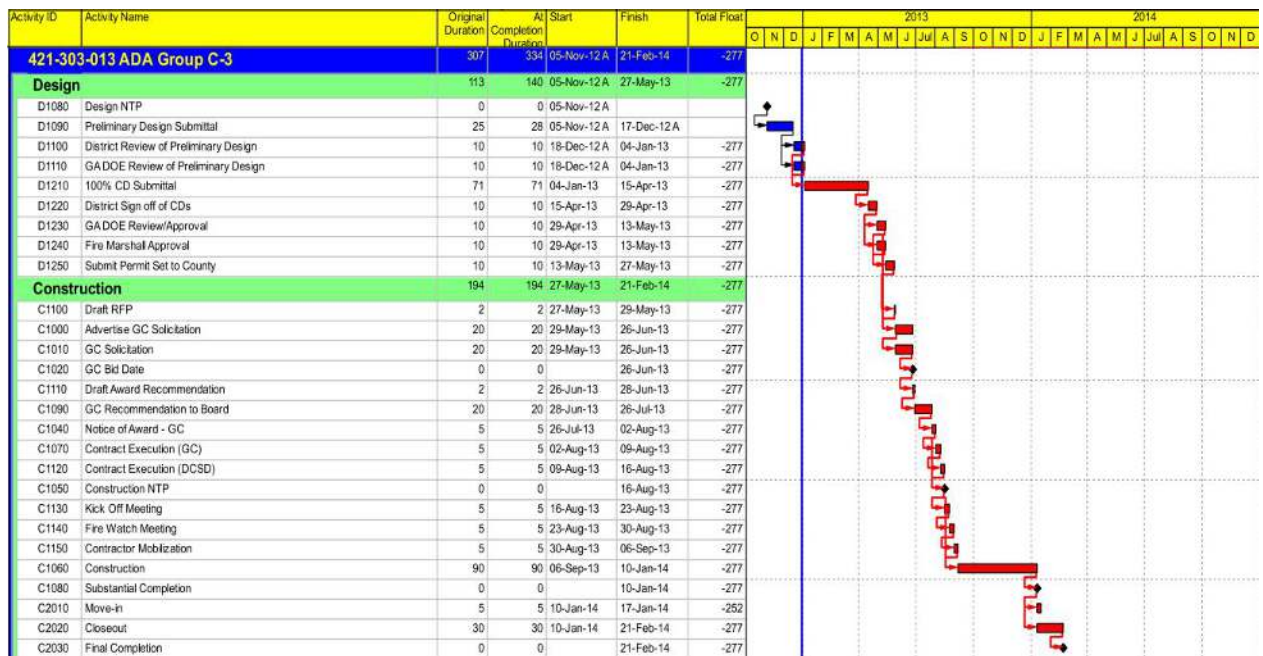 Activity ID Activity Name Original Duration At Completion Duration Start Finish Total Float 2013 2014
O N D J F M A M J Jul A S O N D J F M A M J Jul A S O N D
421-303-013 ADA Group C-3 307 334 05-Nov-12 A 21-Feb-14 -277
Design 113 140 05-Nov-12 A 27-May-13 -277
D1080 Design NTP 0 0 05-Nov-12 A
D1090 Preliminary Design Submittal 25 28 05-Nov-12 A 17-Dec-12 A
D1100 District Review of Preliminary Design 10 10 18-Dec-12 A 04-Jan-13 -277
D1110 GADOE Review of Preliminary Design 10 10 18-Dec-12 A 04-Jan-13 -277
D1210 100% CD Submittal 71 71 04-Jan-13 15-Apr-13 -277
D1220 District Sign off of CDs 10 10 15-Apr-13 29-Apr-13 -277
D1230 GADOE Review/Approval 10 10 29-Apr-13 13-May-13 -277
D1240 Fire Marshall Approval 10 10 29-Apr-13 13-May-13 -277
D1250 Submit Permit Set to County 10 10 13-May-13 27-May-13 -277
Construction 194 194 27-May-13 21-Feb-14 -277
C1100 Draft RFP 2 2 27-May-13 29-May-13 -277
C1000 Advertise GC Solicitation 20 20 29-May-13 26-Jun-13 -277
C1010 GC Solicitation 20 20 29-May-13 26-Jun-13 -277
C1020 GC Bid Date 0 0 26-Jun-13 -277
C1110 Draft Award Recommendation 2 2 26-Jun-13 28-Jun-13 -277
C1090 GC Recommendation to Board 20 20 28-Jun-13 26-Jul-13 -277
C1040 Notice of Award - GC 5 5 26-Jul-13 02-Aug-13 -277
C1070 Contract Execution (GC) 5 5 02-Aug-13 09-Aug-13 -277
C1120 Contract Execution (DCSD) 5 5 09-Aug-13 16-Aug-13 -277
C1050 Construction NTP 0 0 16-Aug-13 -277
C1130 Kick Off Meeting 5 5 16-Aug-13 23-Aug-13 -277
C1140 Fire Watch Meeting 5 5 23-Aug-13 30-Aug-13 -277
C1150 Contractor Mobilization 5 5 30-Aug-13 06-Sep-13 -277
C1060 Construction 90 90 06-Sep-13 10-Jan-14 -277
C1080 Substantial Completion 0 0 10-Jan-14 -277
C2010 Move-in 5 5 10-Jan-14 17-Jan-14 -252
C2020 Closeout 30 30 10-Jan-14 21-Feb-14 -277
C2030 Final Completion 0 0 21-Feb-14 -277